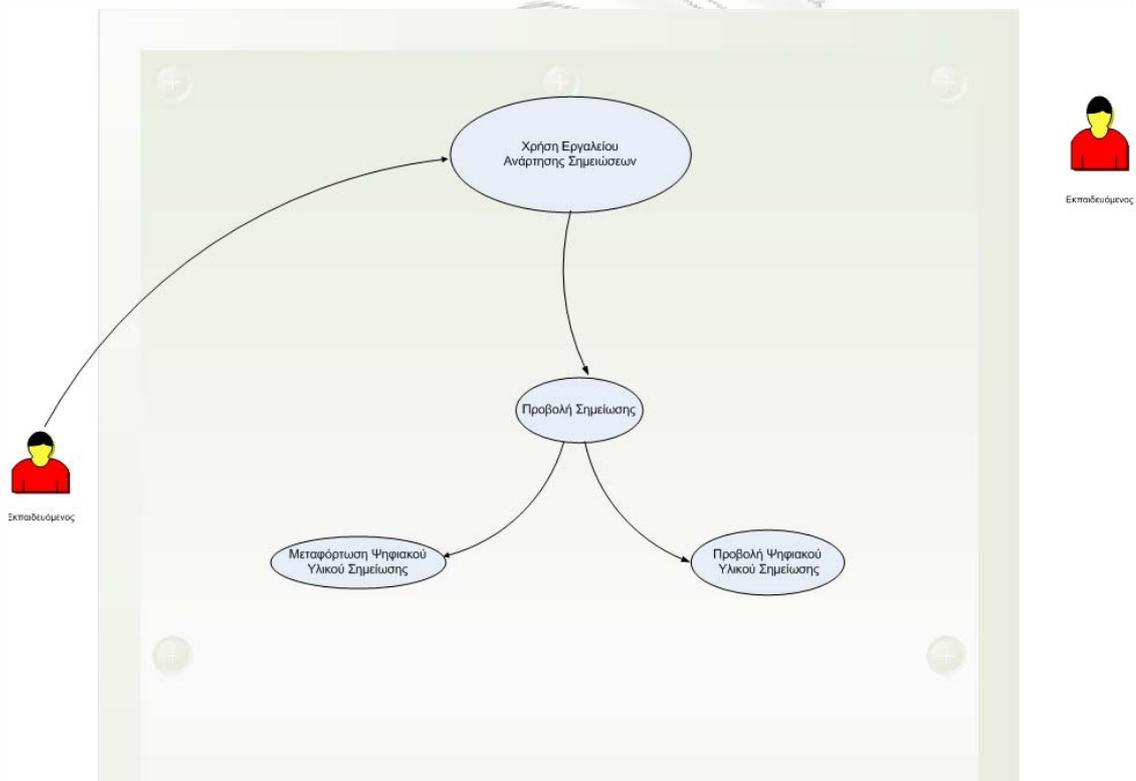 Χρήση Εργαλείου
Ανάρτησης Σημειώσεων
Εκπαιδευόμενος
Προβολή Σημείωσης
Εκπαιδευόμενος
Μεταφόρτωση Ψηφιακού
Υλικού Σημείωσης
Προβολή Ψηφιακού
Υλικού Σημείωσης